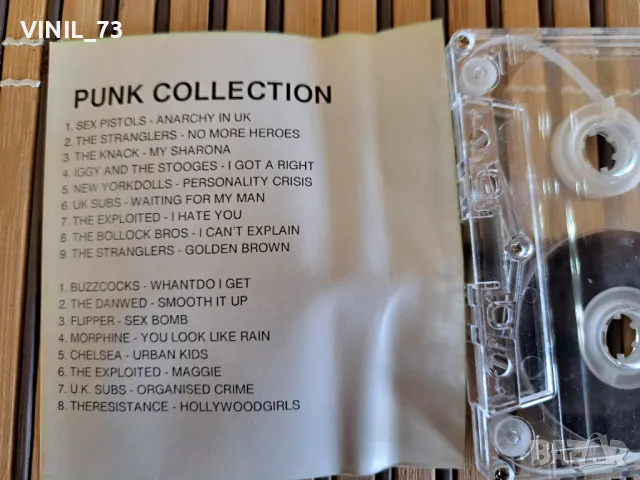 VINIL_73
PUNK COLLECTION
1. SEX PISTOLS - ANARCHY IN UK
2. THE STRANGLERS - NO MORE HEROES
3. THE KNACK - MY SHARONA
4. IGGY AND THE STOOGES - I GOT A RIGHT
5. NEW YORKDOLLS - PERSONALITY CRISIS
6. UK SUBS - WAITING FOR MY MAN
7. THE EXPLOITED - I HATE YOU
8. THE BOLLOCK BROS - I CAN'T EXPLAIN
9. THE STRANGLERS - GOLDEN BROWN
1. BUZZCOCKS - WHANTDO I GET
2. THE DANWED - SMOOTH IT UP
3. FLIPPER - SEX BOMB
4. MORPHINE - YOU LOOK LIKE RAIN
5. CHELSEA - URBAN KIDS
6. THE EXPLOITED - MAGGIE
7. U.K. SUBS - ORGANISED CRIME
8. THERESISTANCE - HOLLYWOODGIRLS